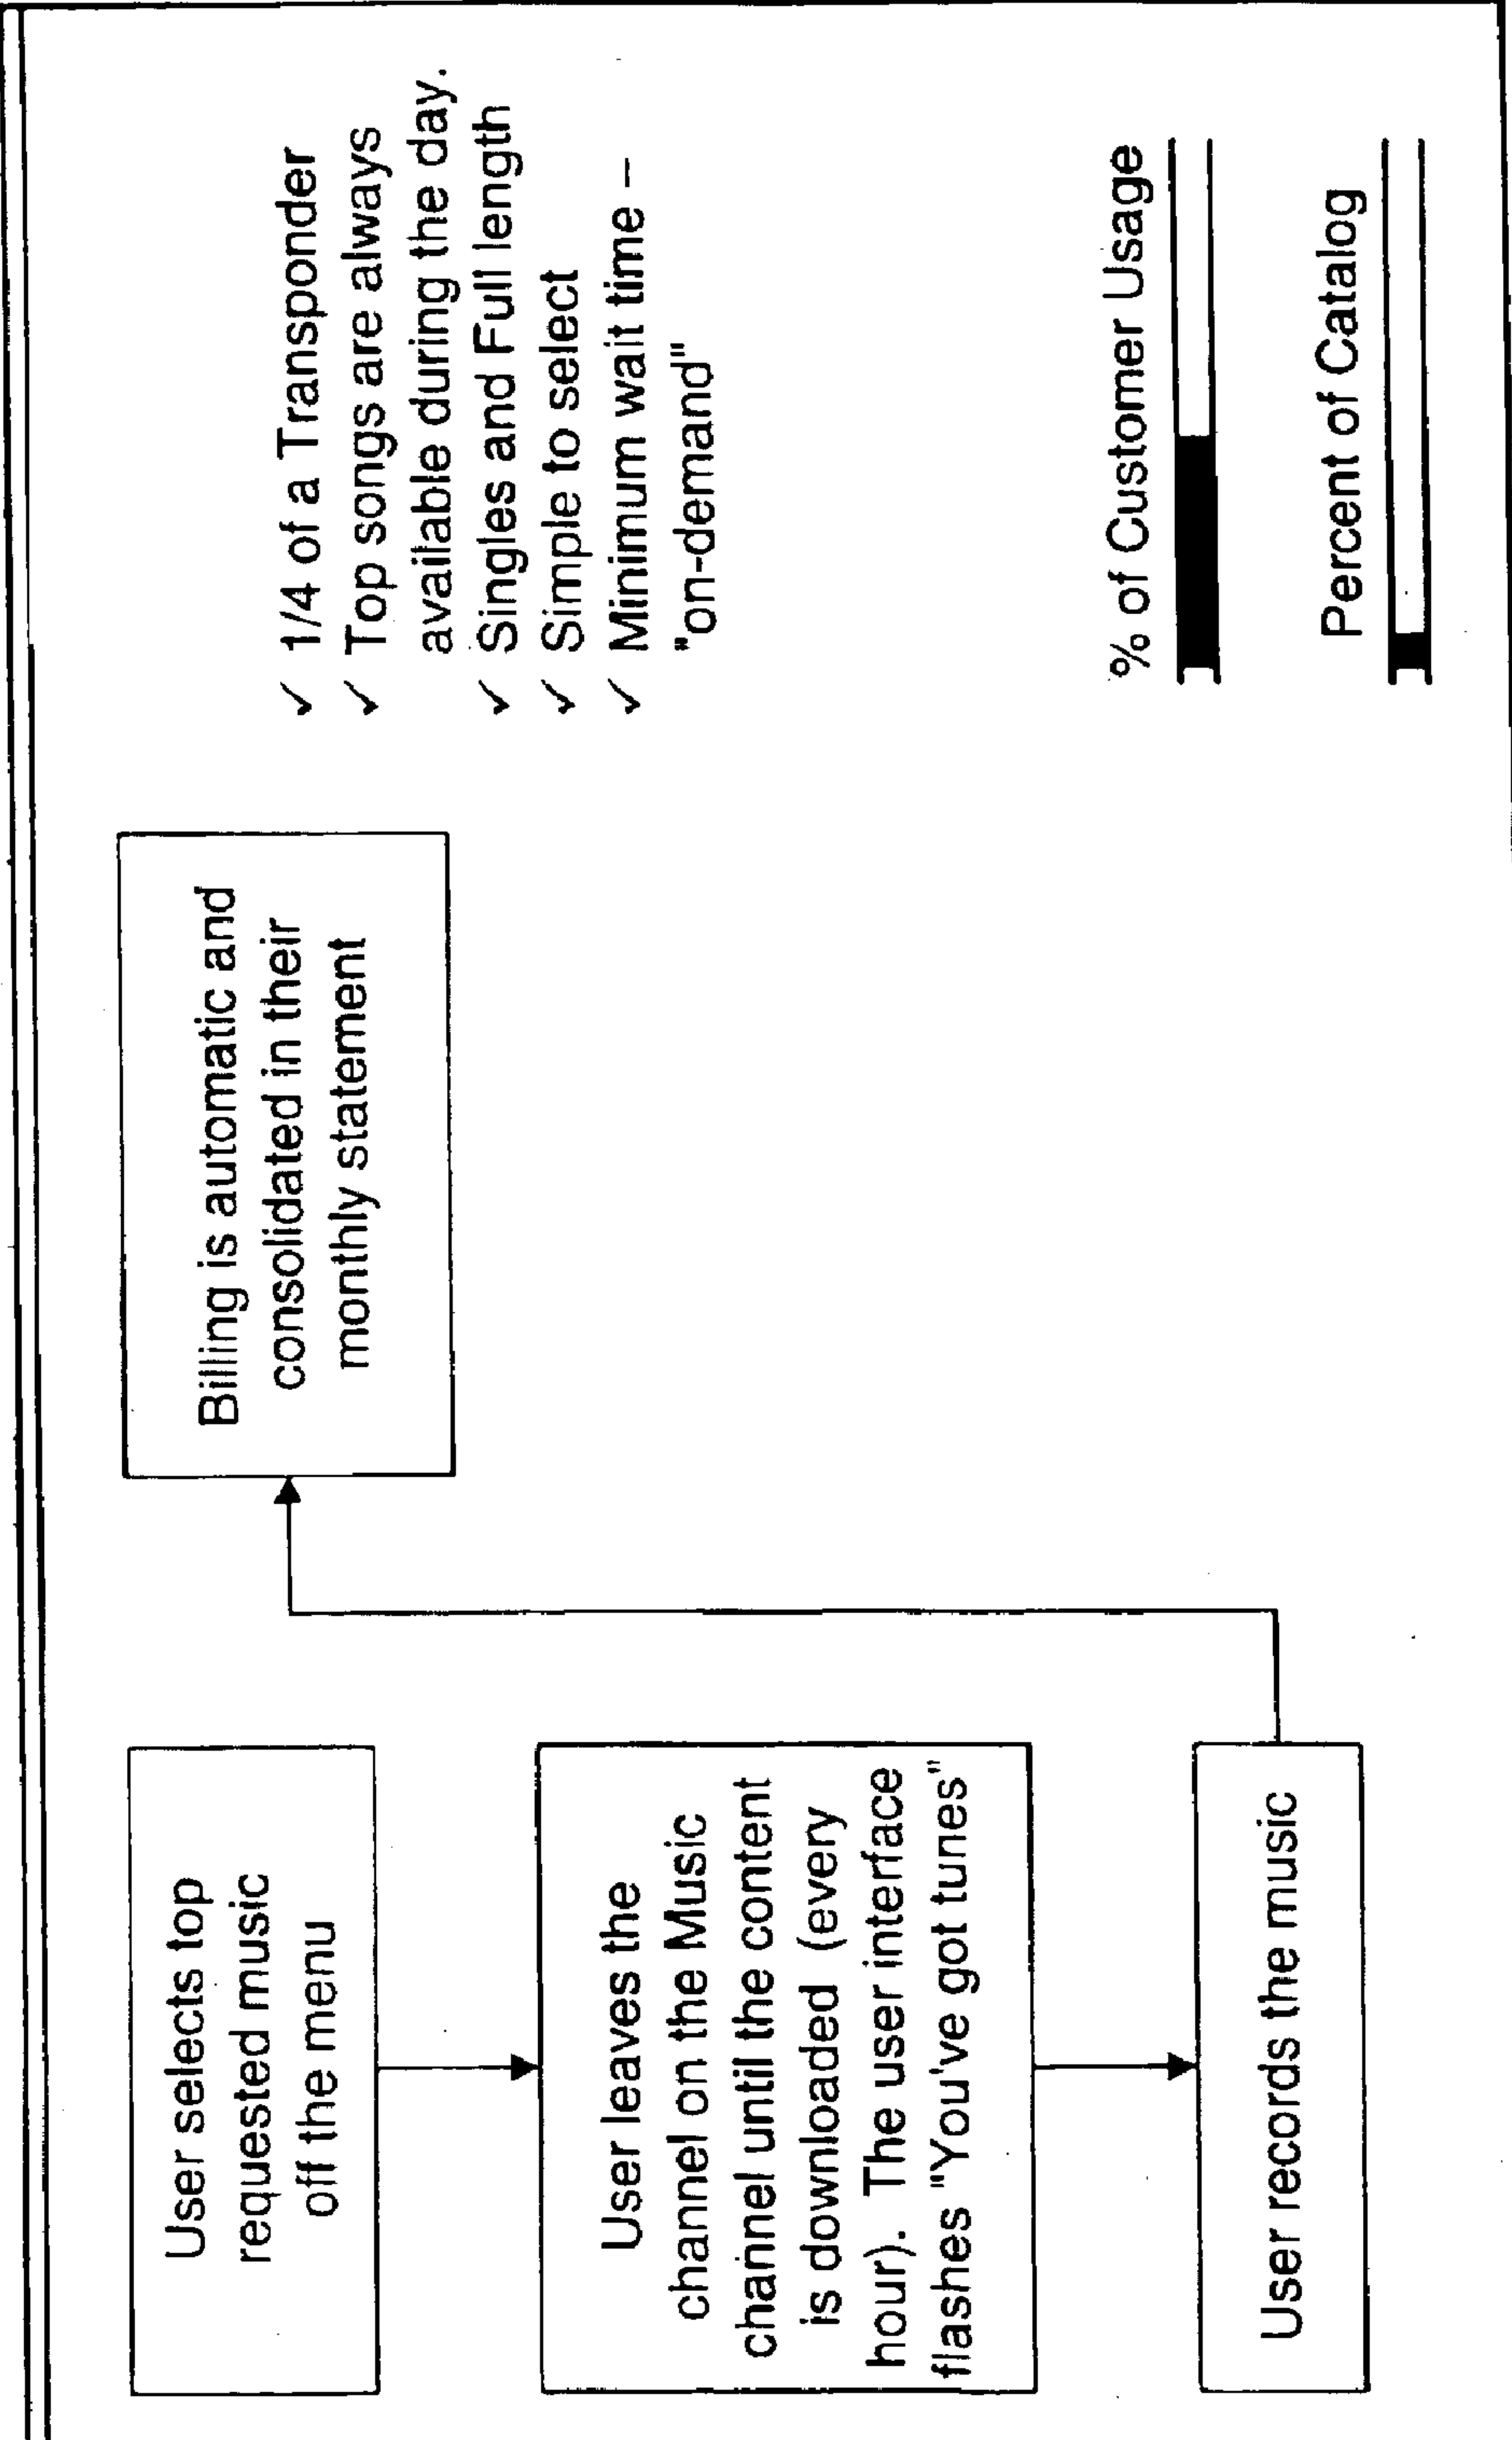 User selects top
requested music
off the menu
User leaves the
channel on the Music
channel until the content
is downloaded (every
hour). The user interface
flashes "You've got tunes"
User records the music
Billing is automatic and
consolidated in their
monthly statement
✓ 1/4 of a Transponder
✓ Top songs are always
available during the day.
✓ Singles and Full length
✓ Simple to select
✓ Minimum wait time –
"on-demand"
% of Customer Usage
Percent of Catalog